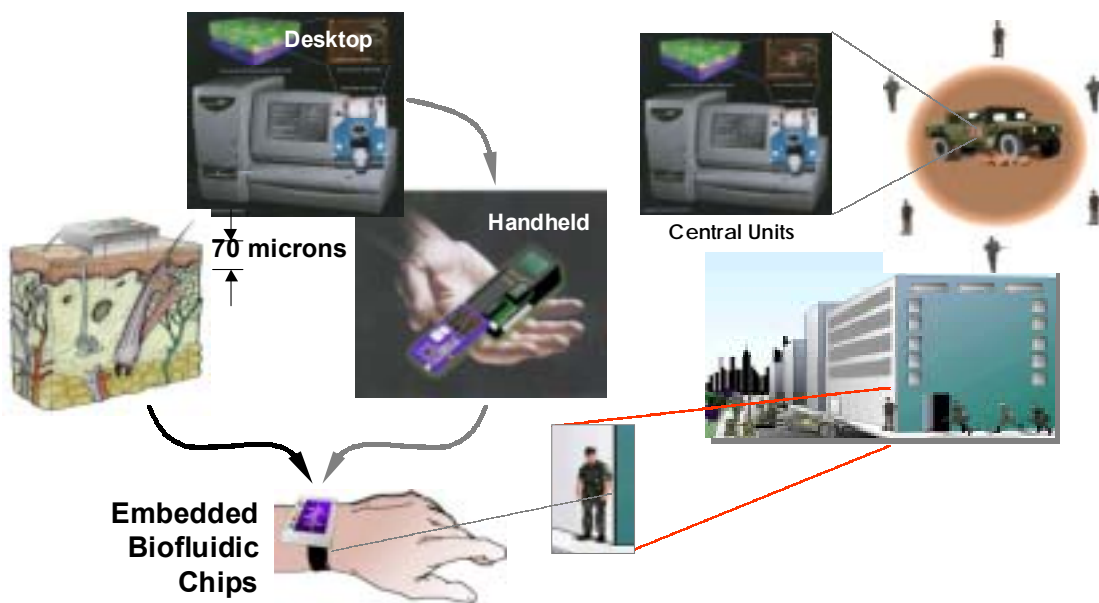 Desktop
70 microns
Handheld
Central Units
Embedded
Biofluidic
Chips